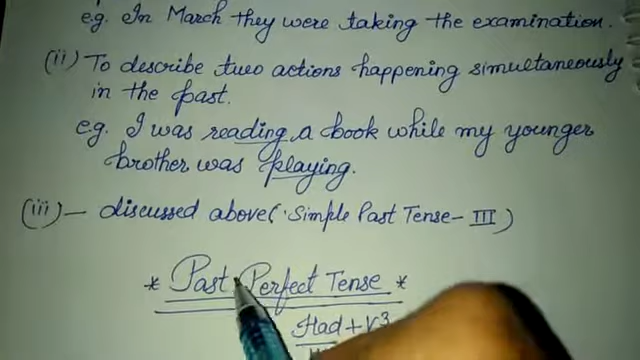 e.g. In March they were taking the examination.
(ii) To describe two actions happening simultaneously
in the past.
e.g. I was reading a book while my younger
brother was playing.
(iii) - discussed above (Simple Past Tense - III)
* Past Perfect Tense *
Had + V3